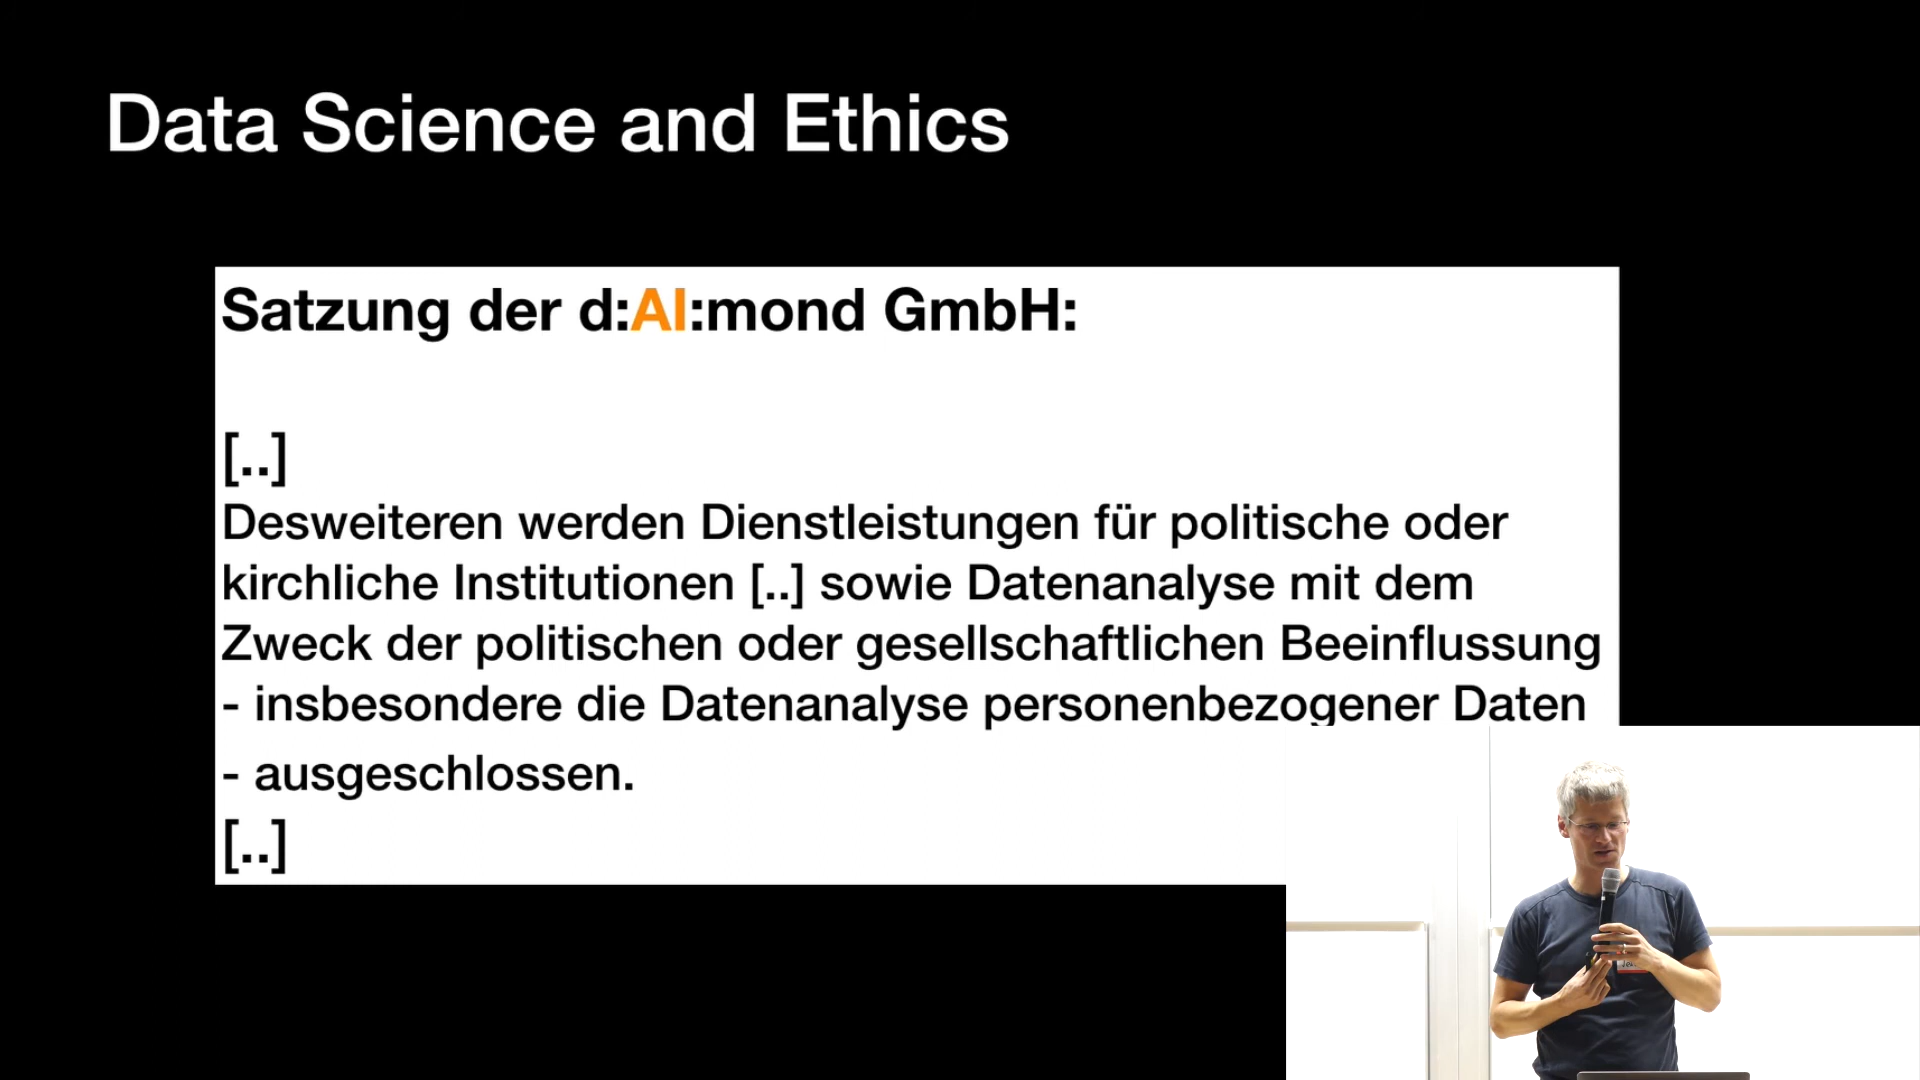 Data Science and Ethics
Satzung der d:AI:mond GmbH:
[..]
Desweiteren werden Dienstleistungen für politische oder
kirchliche Institutionen [..] sowie Datenanalyse mit dem
Zweck der politischen oder gesellschaftlichen Beeinflussung
- insbesondere die Datenanalyse personenbezogener Daten
- ausgeschlossen.
[..]